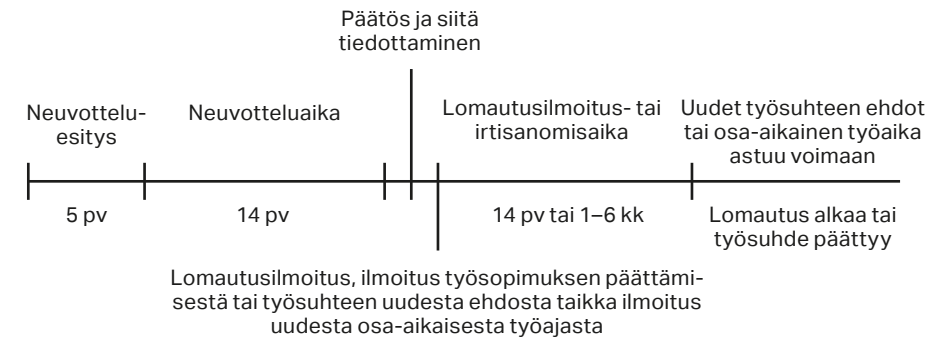 Päätös ja siitä
tiedottaminen
Neuvottelu-
esitys
Neuvotteluaika
Lomautusilmoitus- tai
irtisanomisaika
Uudet työsuhteen ehdot
tai osa-aikainen työaika
astuu voimaan
5 pv
14 pv
14 pv tai 1–6 kk
Lomautus alkaa tai
työsuhde päättyy
Lomautusilmoitus, ilmoitus työsopimuksen päättämi-
sestä tai työsuhteen uudesta ehdosta taikka ilmoitus
uudesta osa-aikaisesta työajasta